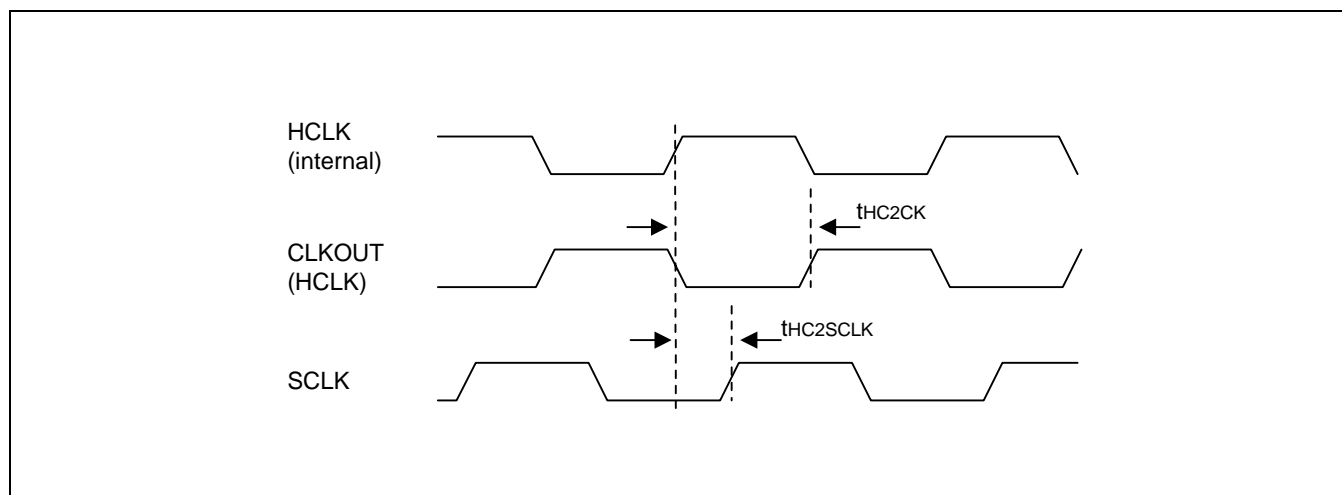 HCLK
(internal)
tHC2CK
CLKOUT
(HCLK)
tHC2SCLK
SCLK